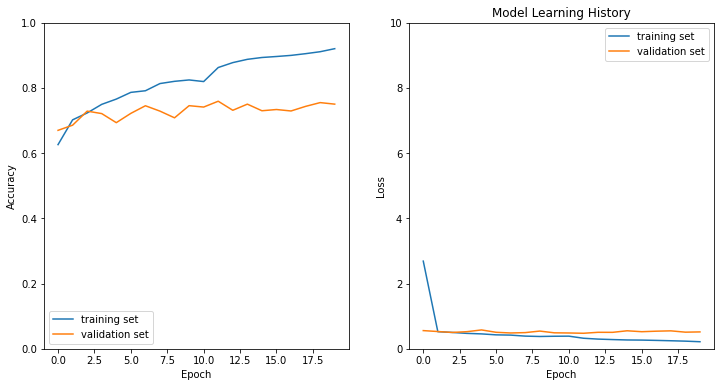 Model Learning History
1.0
0.8
0.6
0.4
0.2
0.0
Accuracy
training set
validation set
0.0 2.5 5.0 7.5 10.0 12.5 15.0 17.5
Epoch
10
8
6
4
2
0
Loss
training set
validation set
0.0 2.5 5.0 7.5 10.0 12.5 15.0 17.5
Epoch